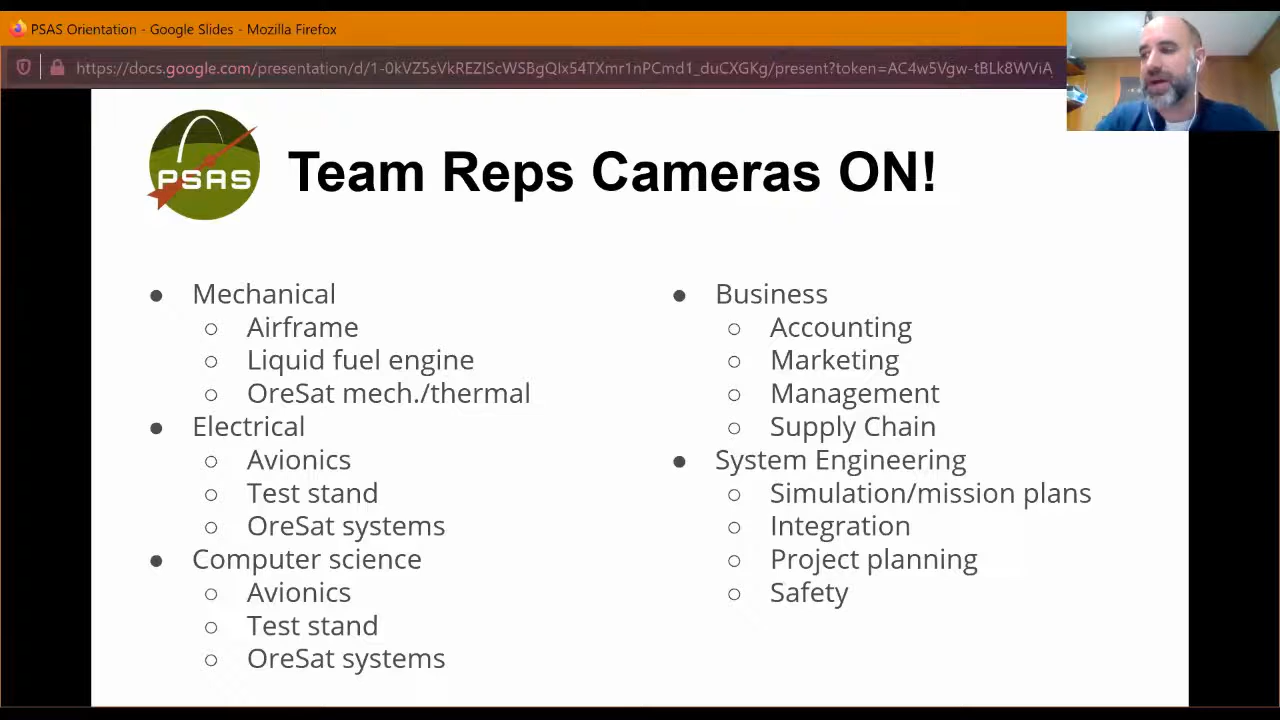 PSAS Orientation - Google Slides - Mozilla Firefox
https://docs.google.com/presentation/d/1-0kVZ5sVkREZIScWSBgQIx54TXmr1nPCmd1_duCXGKg/present?token=AC4w5Vgw-tBLk8WViA
PSAS
Team Reps Cameras ON!
● Mechanical
○ Airframe
○ Liquid fuel engine
○ OreSat mech./thermal
● Electrical
○ Avionics
○ Test stand
○ OreSat systems
● Computer science
○ Avionics
○ Test stand
○ OreSat systems
● Business
○ Accounting
○ Marketing
○ Management
○ Supply Chain
● System Engineering
○ Simulation/mission plans
○ Integration
○ Project planning
○ Safety